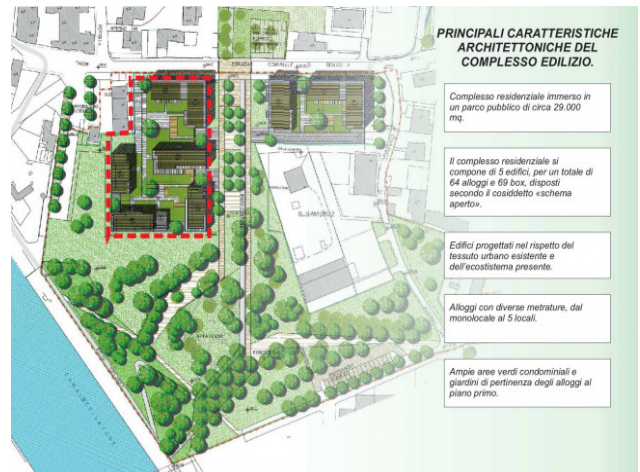 PRINCIPALI CARATTERISTICHE
ARCHITETTONICHE DEL
COMPLESSO EDILIZIO.
Complesso residenziale immerso in
un parco pubblico di circa 29.000
mq.
Il complesso residenziale si
compone di 5 edifici, per un totale di
64 alloggi e 69 box, disposti
secondo il cosiddetto «schema
aperto».
Edifici progettati nel rispetto del
tessuto urbano esistente e
dell'ecostistema presente.
Alloggi con diverse metrature, dal
monolocale al 5 locali.
Ampie aree verdi condominiali e
giardini di pertinenza degli alloggi al
piano primo.